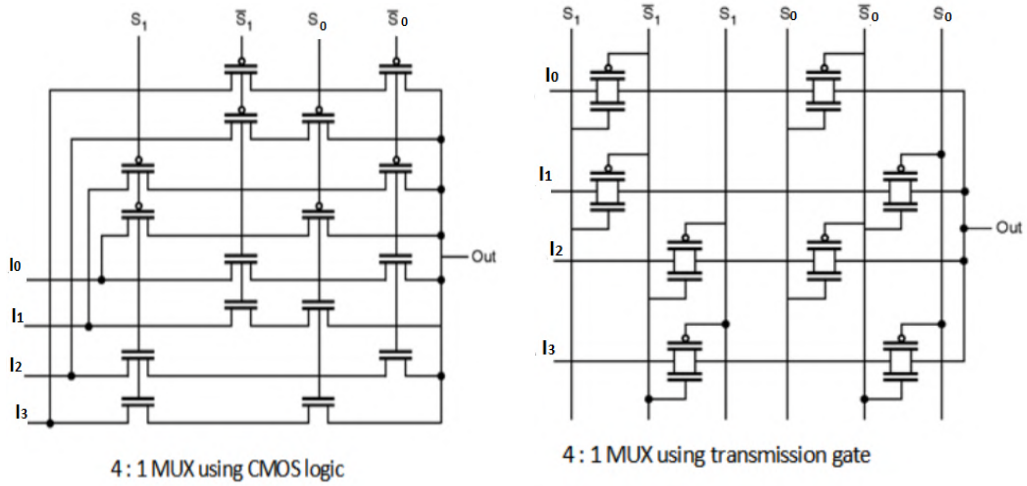 S₁ S̅₁ S₀ S̅₀
I₀
I₁
I₂
I₃
Out
4 : 1 MUX using CMOS logic
S₁ S̅₁ S₁ S₀ S̅₀ S₀
I₀
I₁
I₂
I₃
Out
4 : 1 MUX using transmission gate